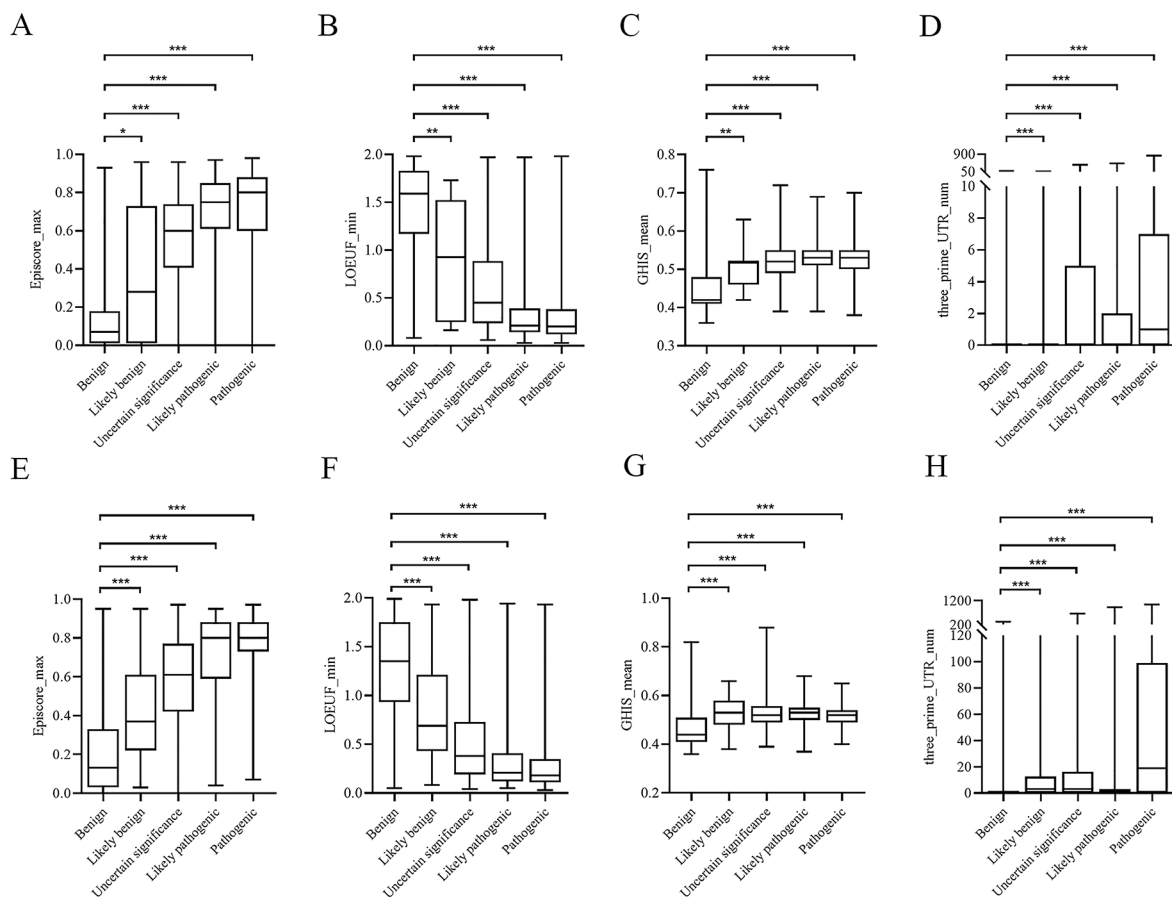 A
B
C
D
***
***
***
*
Episcore_max
1.0
0.8
0.6
0.4
0.2
0.0
Benign
Likely benign
Uncertain significance
Likely pathogenic
Pathogenic
***
***
***
**
LOEUF_min
2.0
1.5
1.0
0.5
0.0
Benign
Likely benign
Uncertain significance
Likely pathogenic
Pathogenic
***
***
***
**
GHIS_mean
0.8
0.7
0.6
0.5
0.4
0.3
Benign
Likely benign
Uncertain significance
Likely pathogenic
Pathogenic
***
***
***
***
three_prime_UTR_num
900
50
10
8
6
4
2
0
Benign
Likely benign
Uncertain significance
Likely pathogenic
Pathogenic
E
F
G
H
***
***
***
***
Episcore_max
1.0
0.8
0.6
0.4
0.2
0.0
Benign
Likely benign
Uncertain significance
Likely pathogenic
Pathogenic
***
***
***
***
LOEUF_min
2.0
1.5
1.0
0.5
0.0
Benign
Likely benign
Uncertain significance
Likely pathogenic
Pathogenic
***
***
***
***
GHIS_mean
1.0
0.8
0.6
0.4
0.2
Benign
Likely benign
Uncertain significance
Likely pathogenic
Pathogenic
***
***
***
***
three_prime_UTR_num
1200
200
120
100
80
60
40
20
0
Benign
Likely benign
Uncertain significance
Likely pathogenic
Pathogenic